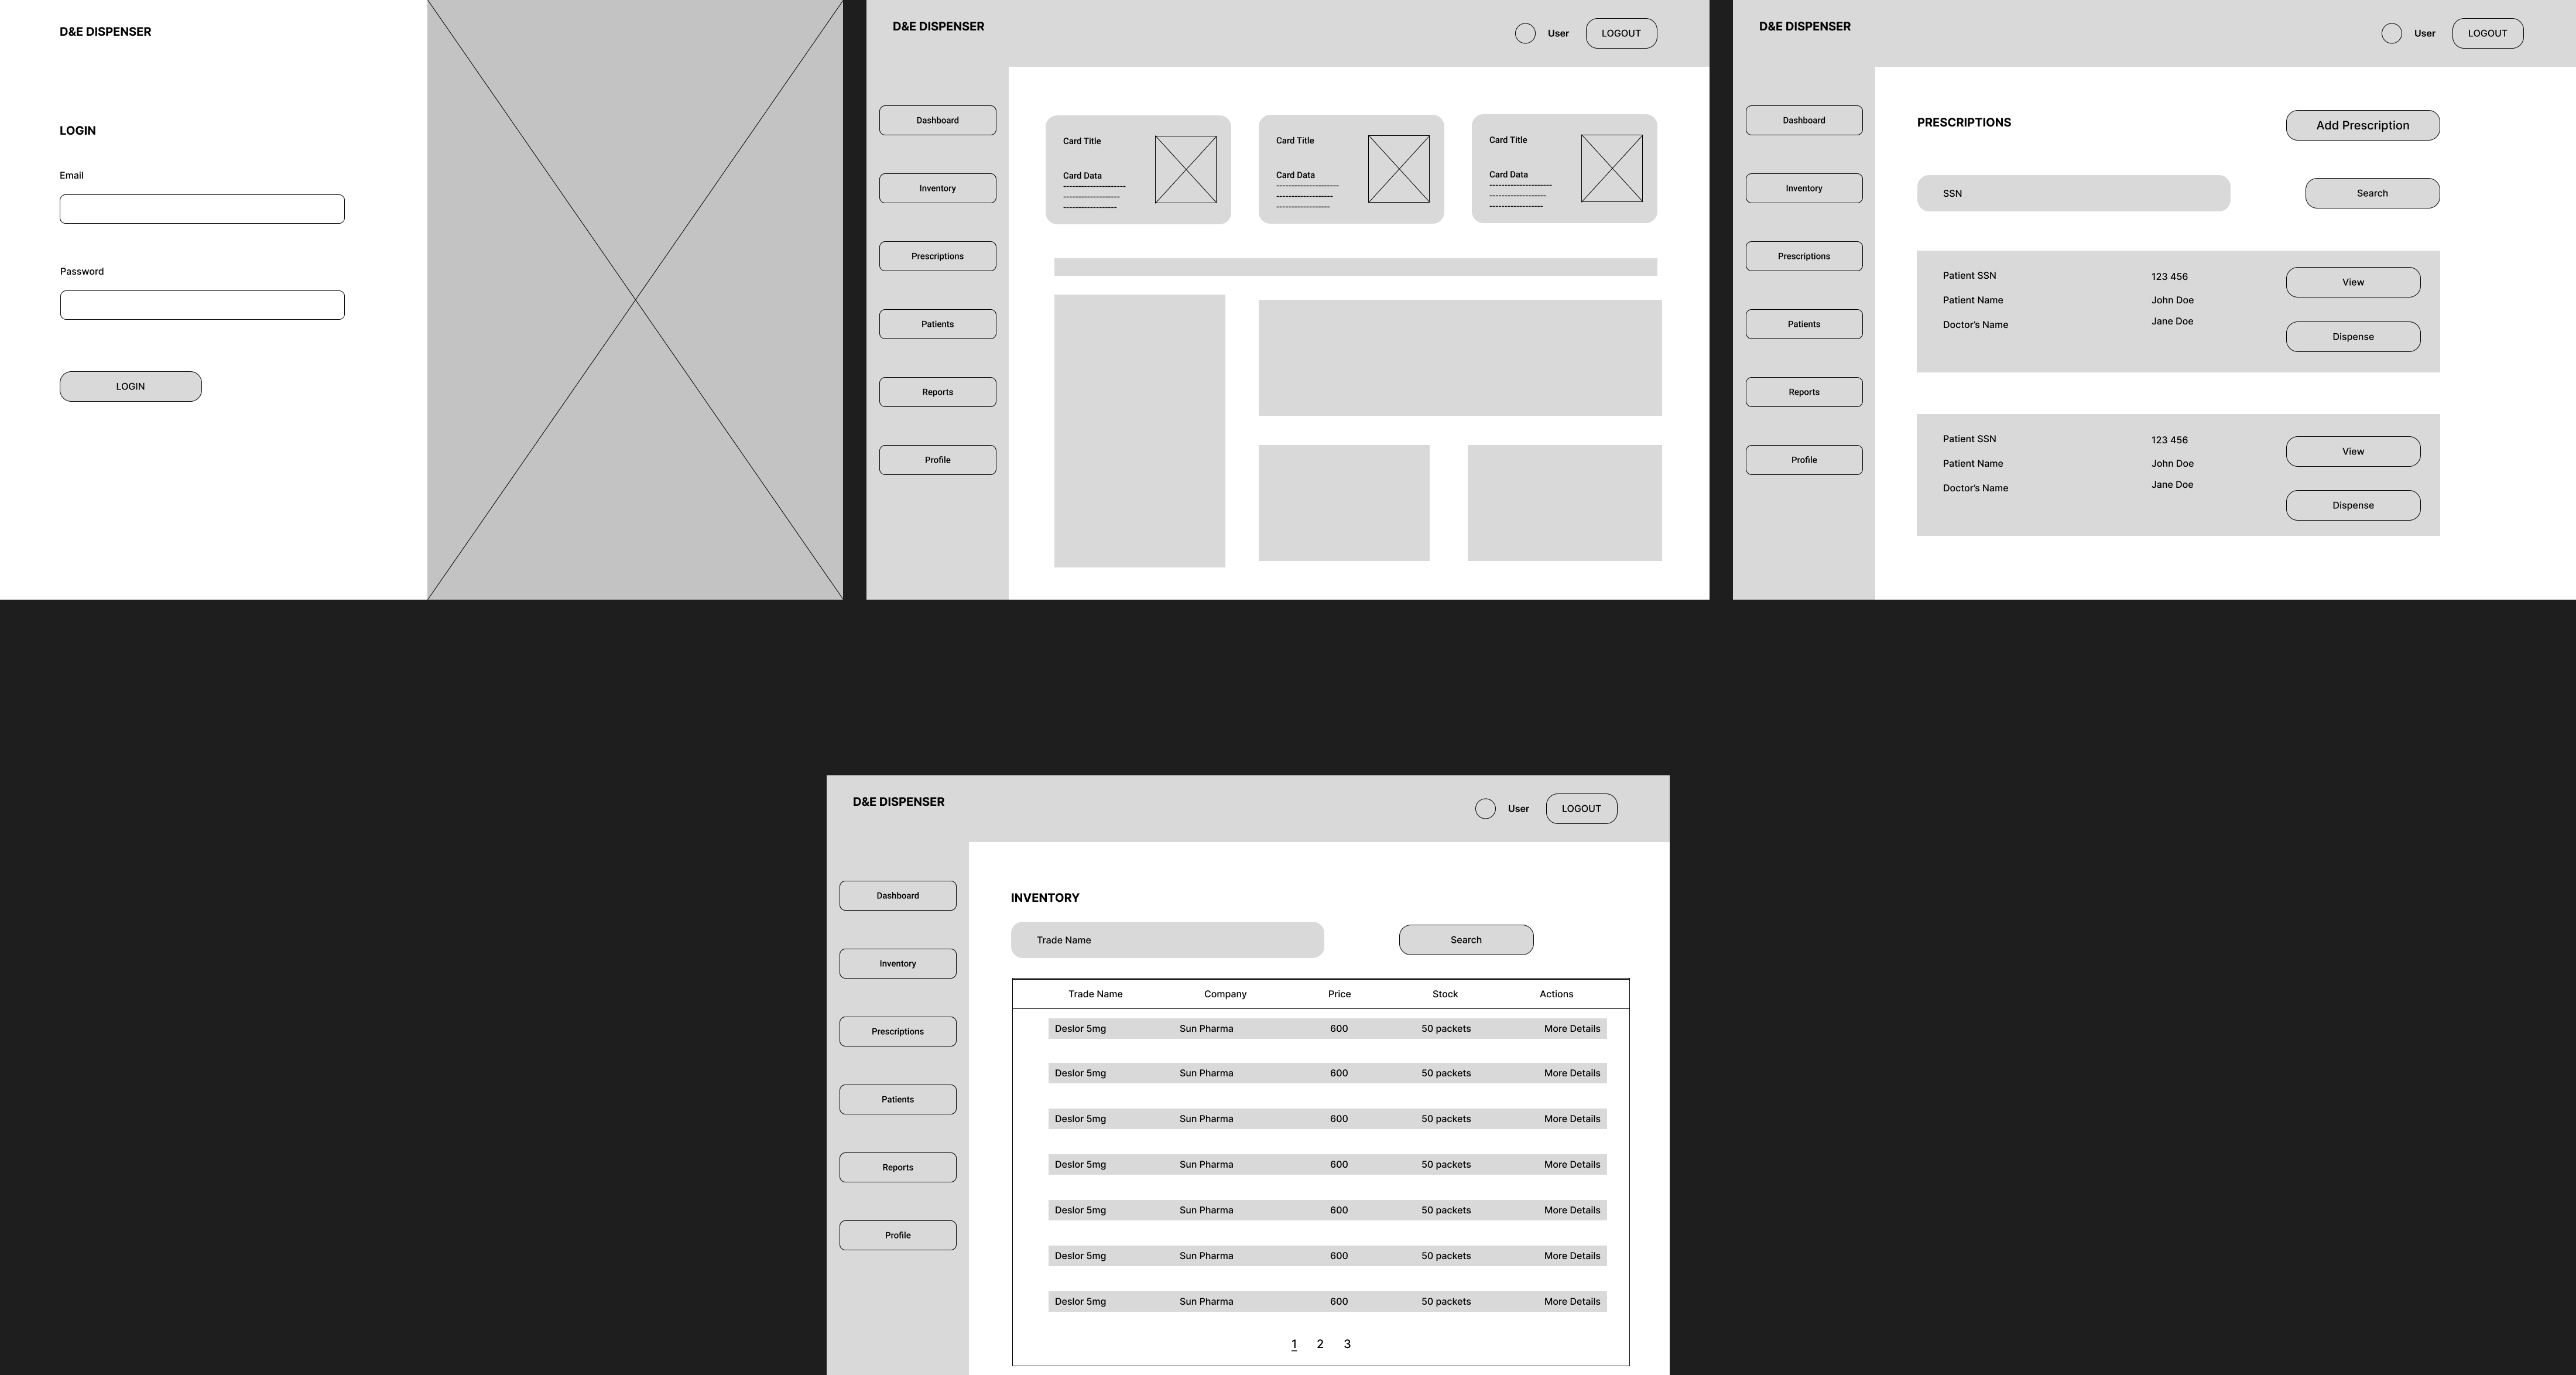 D&E DISPENSER
LOGIN
Email
Password
LOGIN
D&E DISPENSER
User
LOGOUT
Dashboard
Inventory
Prescriptions
Patients
Reports
Profile
Card Title
Card Data
---------------------
-------------------
------------------
Card Title
Card Data
---------------------
-------------------
------------------
Card Title
Card Data
---------------------
-------------------
------------------
D&E DISPENSER
User
LOGOUT
Dashboard
Inventory
Prescriptions
Patients
Reports
Profile
PRESCRIPTIONS
Add Prescription
SSN
Search
Patient SSN 123 456
Patient Name John Doe
Doctor’s Name Jane Doe
View
Dispense
Patient SSN 123 456
Patient Name John Doe
Doctor’s Name Jane Doe
View
Dispense
D&E DISPENSER
User
LOGOUT
Dashboard
Inventory
Prescriptions
Patients
Reports
Profile
INVENTORY
Trade Name
Search
Trade Name Company Price Stock Actions
Deslor 5mg Sun Pharma 600 50 packets More Details
Deslor 5mg Sun Pharma 600 50 packets More Details
Deslor 5mg Sun Pharma 600 50 packets More Details
Deslor 5mg Sun Pharma 600 50 packets More Details
Deslor 5mg Sun Pharma 600 50 packets More Details
Deslor 5mg Sun Pharma 600 50 packets More Details
Deslor 5mg Sun Pharma 600 50 packets More Details
1 2 3